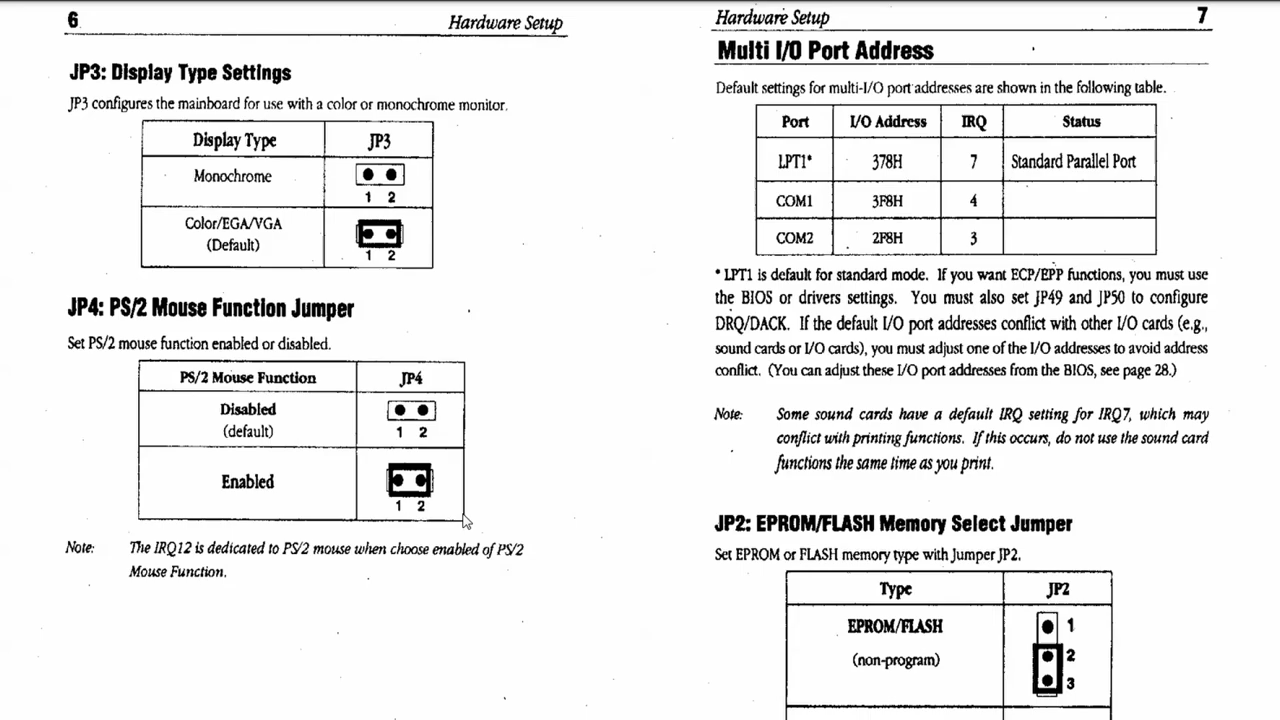 6 Hardware Setup
JP3: Display Type Settings
JP3 configures the mainboard for use with a color or monochrome monitor.
Display Type JP3
Monochrome
1 2
Color/EGA/VGA
(Default)
1 2
JP4: PS/2 Mouse Function Jumper
Set PS/2 mouse function enabled or disabled.
PS/2 Mouse Function JP4
Disabled
(default)
1 2
Enabled
1 2
Note: The IRQ12 is dedicated to PS/2 mouse when choose enabled of PS/2
Mouse Function.
Hardware Setup 7
Multi I/O Port Address
Default settings for multi-I/O port addresses are shown in the following table.
Port I/O Address IRQ Status
LPT1* 378H 7 Standard Parallel Port
COM1 3F8H 4
COM2 2F8H 3
* LPT1 is default for standard mode. If you want ECP/EPP functions, you must use
the BIOS or drivers settings. You must also set JP49 and JP50 to configure
DRQ/DACK. If the default I/O port addresses conflict with other I/O cards (e.g.,
sound cards or I/O cards), you must adjust one of the I/O addresses to avoid address
conflict. (You can adjust these I/O port addresses from the BIOS, see page 28.)
Note: Some sound cards have a default IRQ setting for IRQ7, which may
conflict with printing functions. If this occurs, do not use the sound card
functions the same time as you print.
JP2: EPROM/FLASH Memory Select Jumper
Set EPROM or FLASH memory type with Jumper JP2.
Type JP2
EPROM/FLASH
(non-program)
1
2
3